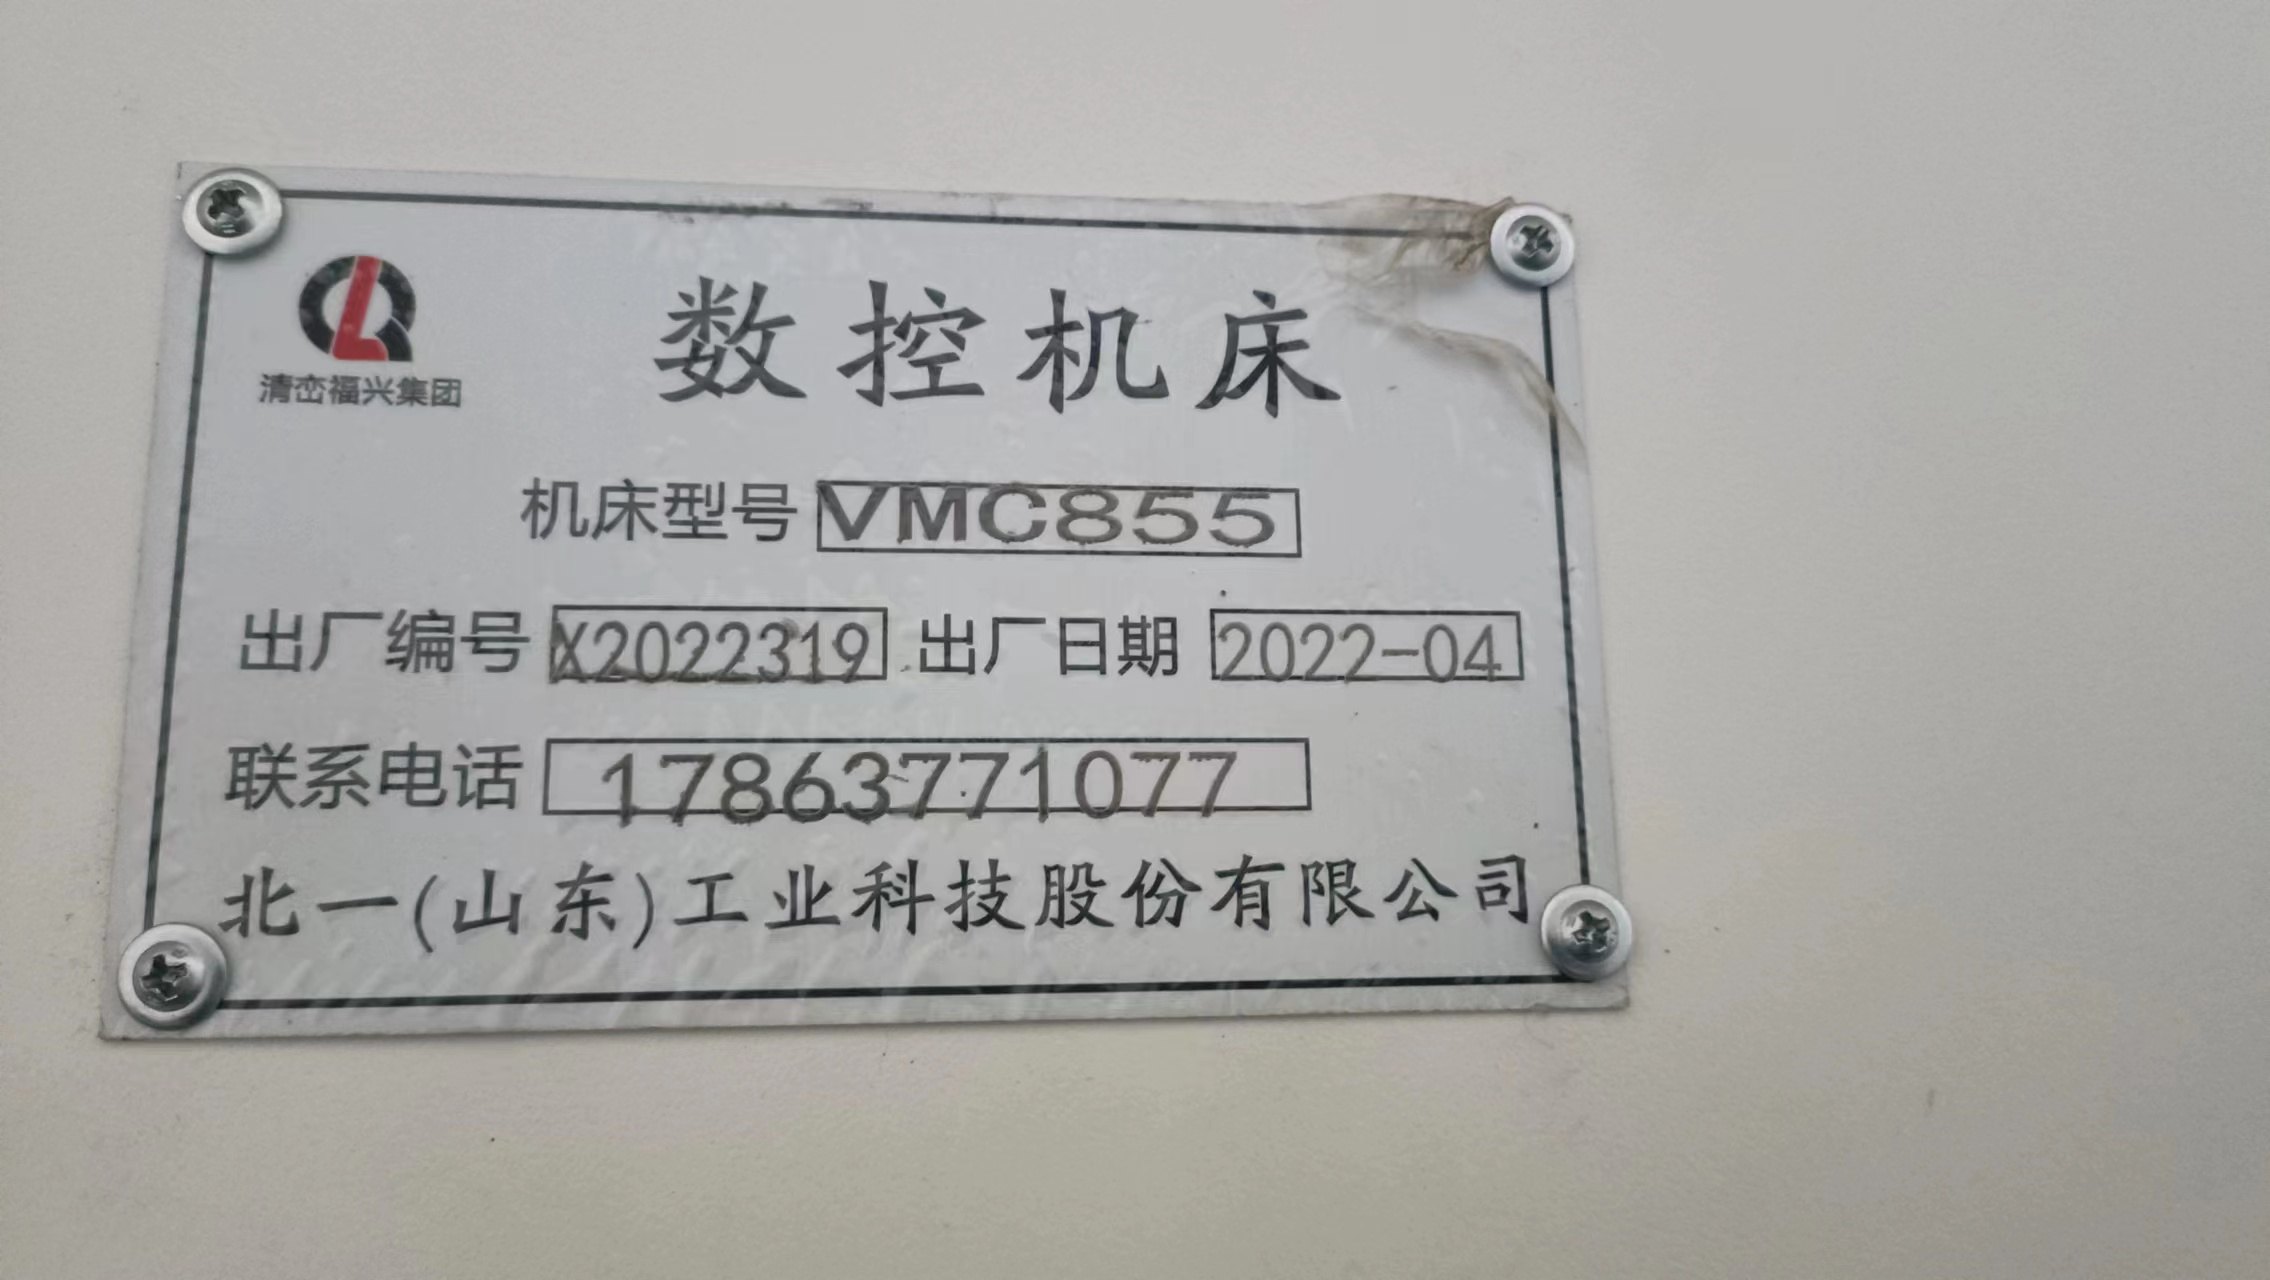 清峦福兴集团
数控机床
机床型号 VMC855
出厂编号 X2022319 出厂日期 2022-04
联系电话 17863771077
北一(山东)工业科技股份有限公司